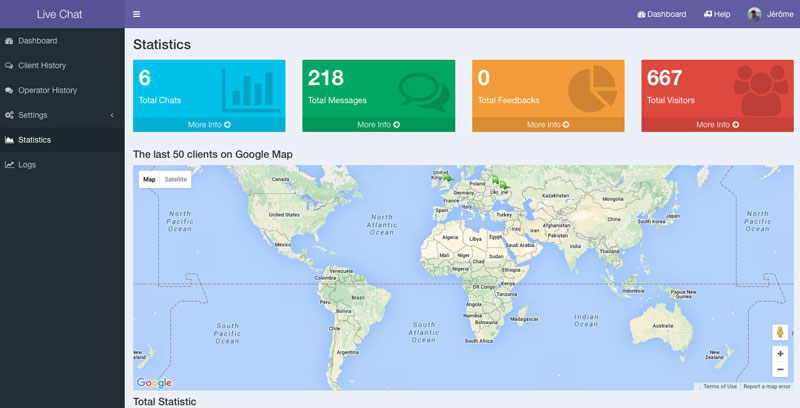 Live Chat
Dashboard
Help
Jérôme
Dashboard
Client History
Operator History
Settings
Statistics
Logs
Statistics
6
Total Chats
More Info
218
Total Messages
More Info
0
Total Feedbacks
More Info
667
Total Visitors
More Info
The last 50 clients on Google Map
Map Satellite
Canada
United States
Mexico
Venezuela
Colombia
Peru
Brazil
Bolivia
Chile
Argentina
North Pacific Ocean
North Atlantic Ocean
South Pacific Ocean
South Atlantic Ocean
Indian Ocean
North Pacific Ocean
United
Poland
Germany
Ukraine
France
Spain
Italy
Turkey
Kazakhstan
Mongolia
China
South Korea
Japan
Afghanistan
Pakistan
Iran
Iraq
India
Thailand
Algeria
Libya
Egypt
Saudi Arabia
Mali
Niger
Chad
Sudan
Nigeria
Ethiopia
DR Congo
Kenya
Tanzania
Angola
Namibia
Botswana
Madagascar
South Africa
Indonesia
Papua New Guinea
Australia
New Zealand
New Zealand
Google
Terms of Use
Report a map error
Total Statistic